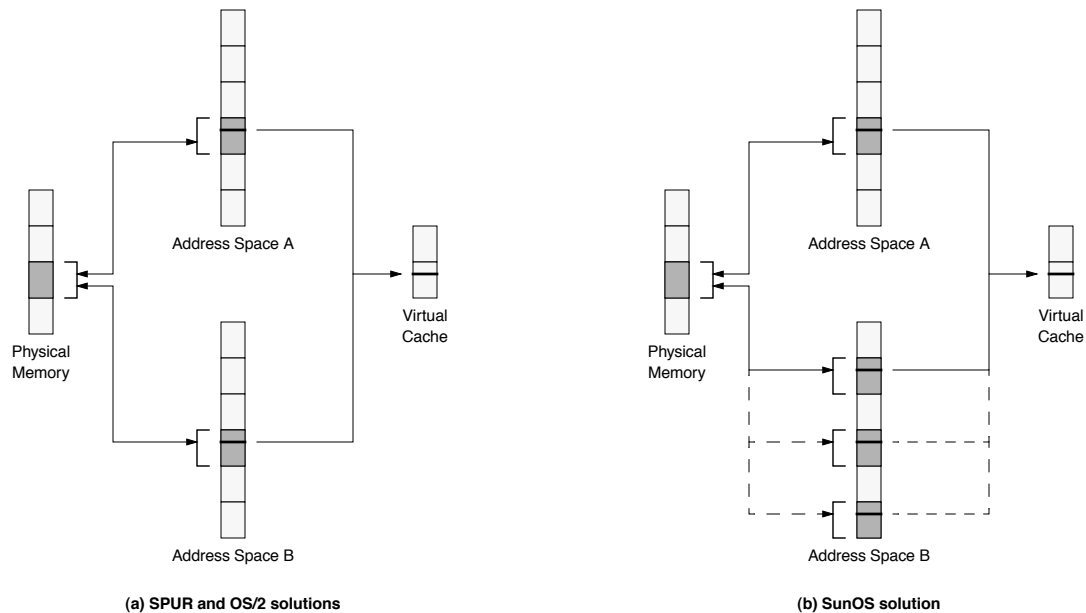 Address Space A
Physical
Memory
Virtual
Cache
Address Space B
(a) SPUR and OS/2 solutions
Address Space A
Physical
Memory
Virtual
Cache
Address Space B
(b) SunOS solution